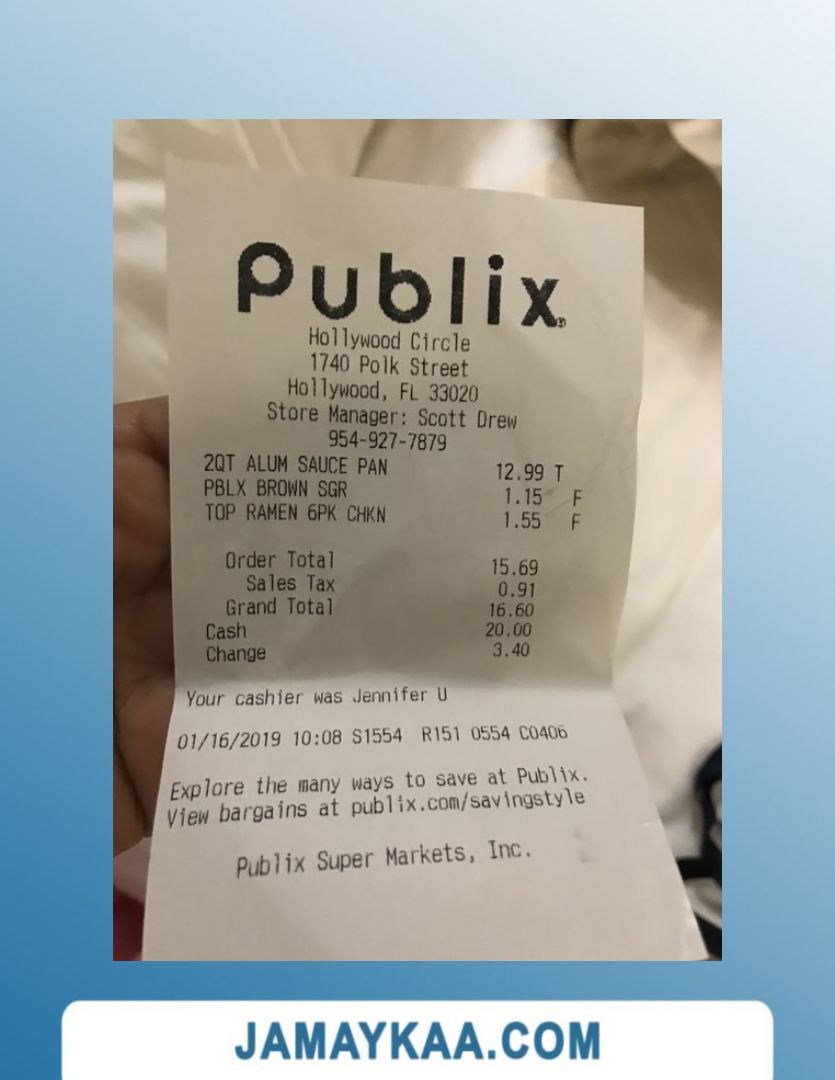 Publix.
Hollywood Circle
1740 Polk Street
Hollywood, FL 33020
Store Manager: Scott Drew
954-927-7879
2QT ALUM SAUCE PAN 12.99 T
PBLX BROWN SGR 1.15 F
TOP RAMEN 6PK CHKN 1.55 F
Order Total 15.69
Sales Tax 0.91
Grand Total 16.60
Cash 20.00
Change 3.40
Your cashier was Jennifer U
01/16/2019 10:08 S1554 R151 0554 C0406
Explore the many ways to save at Publix.
View bargains at publix.com/savingstyle
Publix Super Markets, Inc.
JAMAYKAA.COM